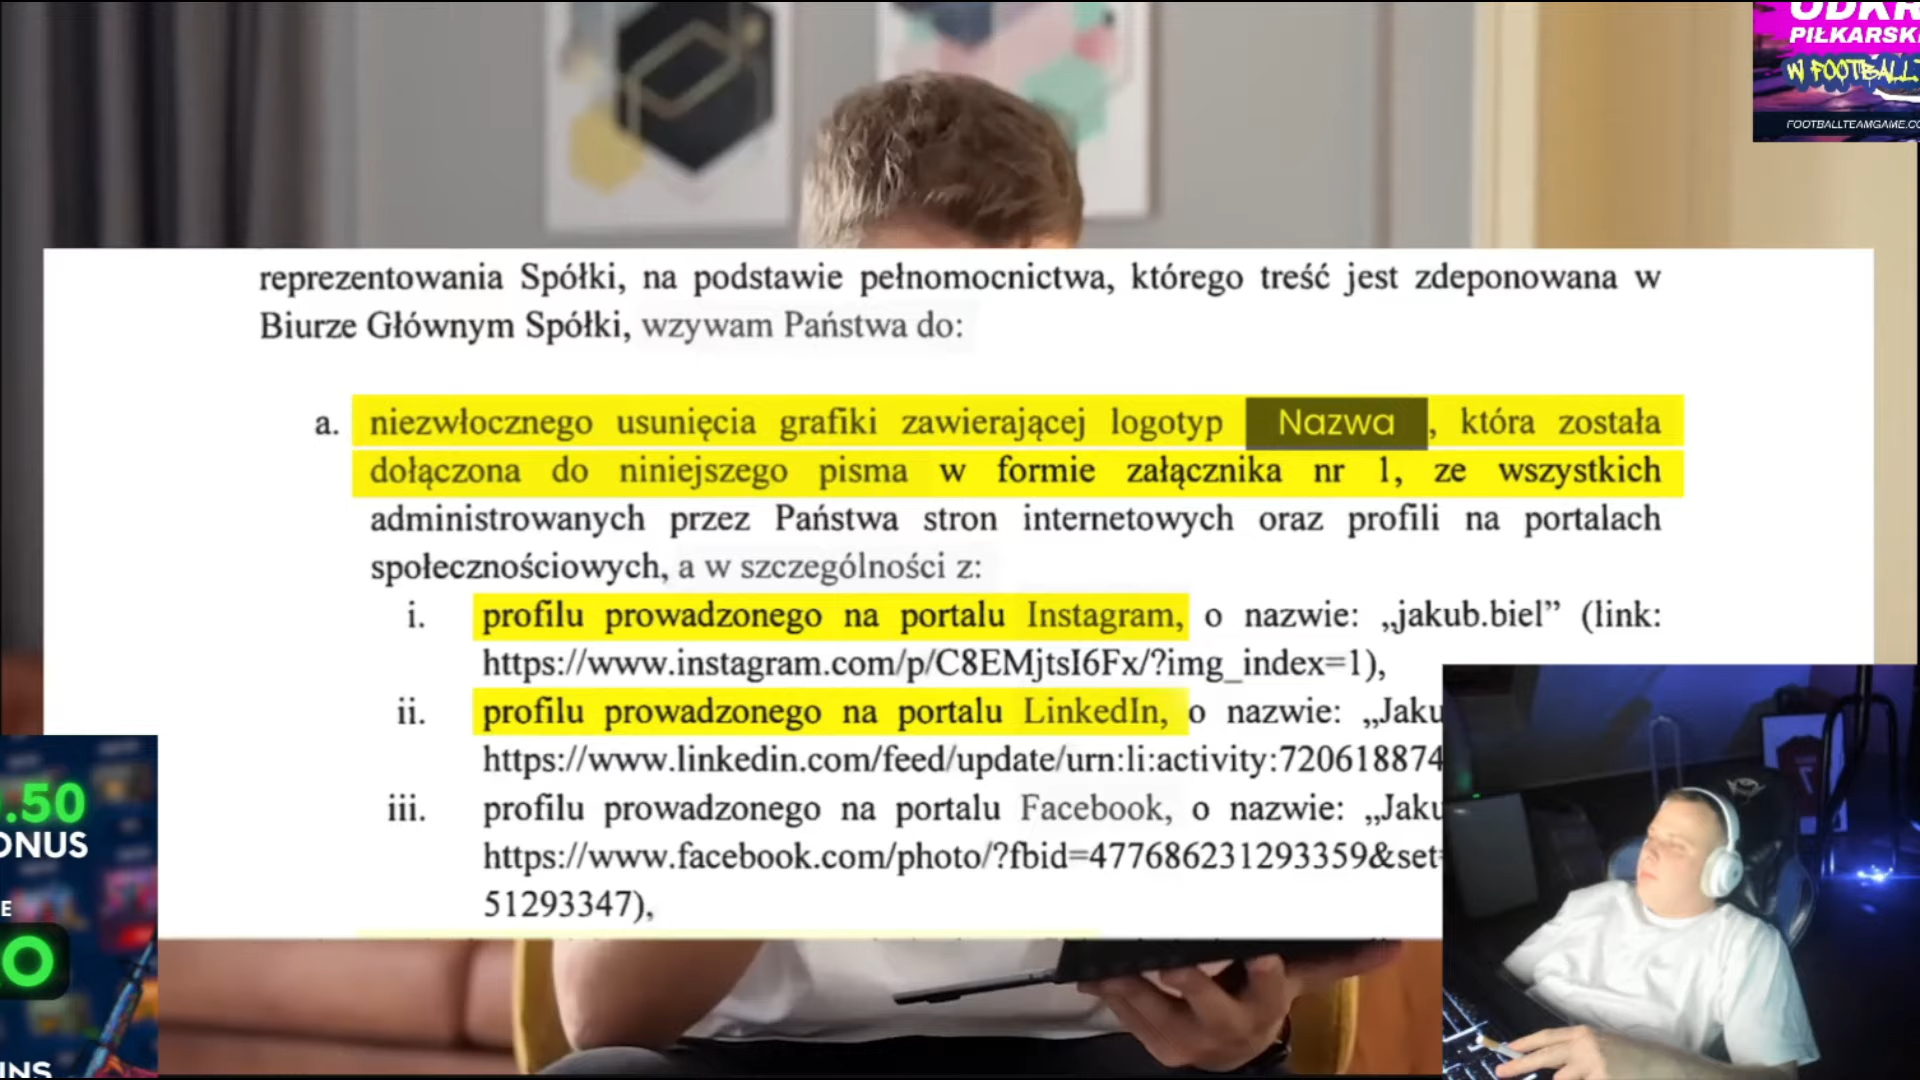 PIŁKARSK
W FOOTBALL
FOOTBALLTEAMGAME.CO
reprezentowania Spółki, na podstawie pełnomocnictwa, którego treść jest zdeponowana w
Biurze Głównym Spółki, wzywam Państwa do:
a. niezwłocznego usunięcia grafiki zawierającej logotyp Nazwa , która została
dołączona do niniejszego pisma w formie załącznika nr 1, ze wszystkich
administrowanych przez Państwa stron internetowych oraz profili na portalach
społecznościowych, a w szczególności z:
i. profilu prowadzonego na portalu Instagram, o nazwie: „jakub.biel” (link:
https://www.instagram.com/p/C8EMjtsI6Fx/?img_index=1),
ii. profilu prowadzonego na portalu LinkedIn, o nazwie: „Jaku
https://www.linkedin.com/feed/update/urn:li:activity:720618874
iii. profilu prowadzonego na portalu Facebook, o nazwie: „Jaku
https://www.facebook.com/photo/?fbid=477686231293359&set=
51293347),
.50
ONUS
E
O
INS